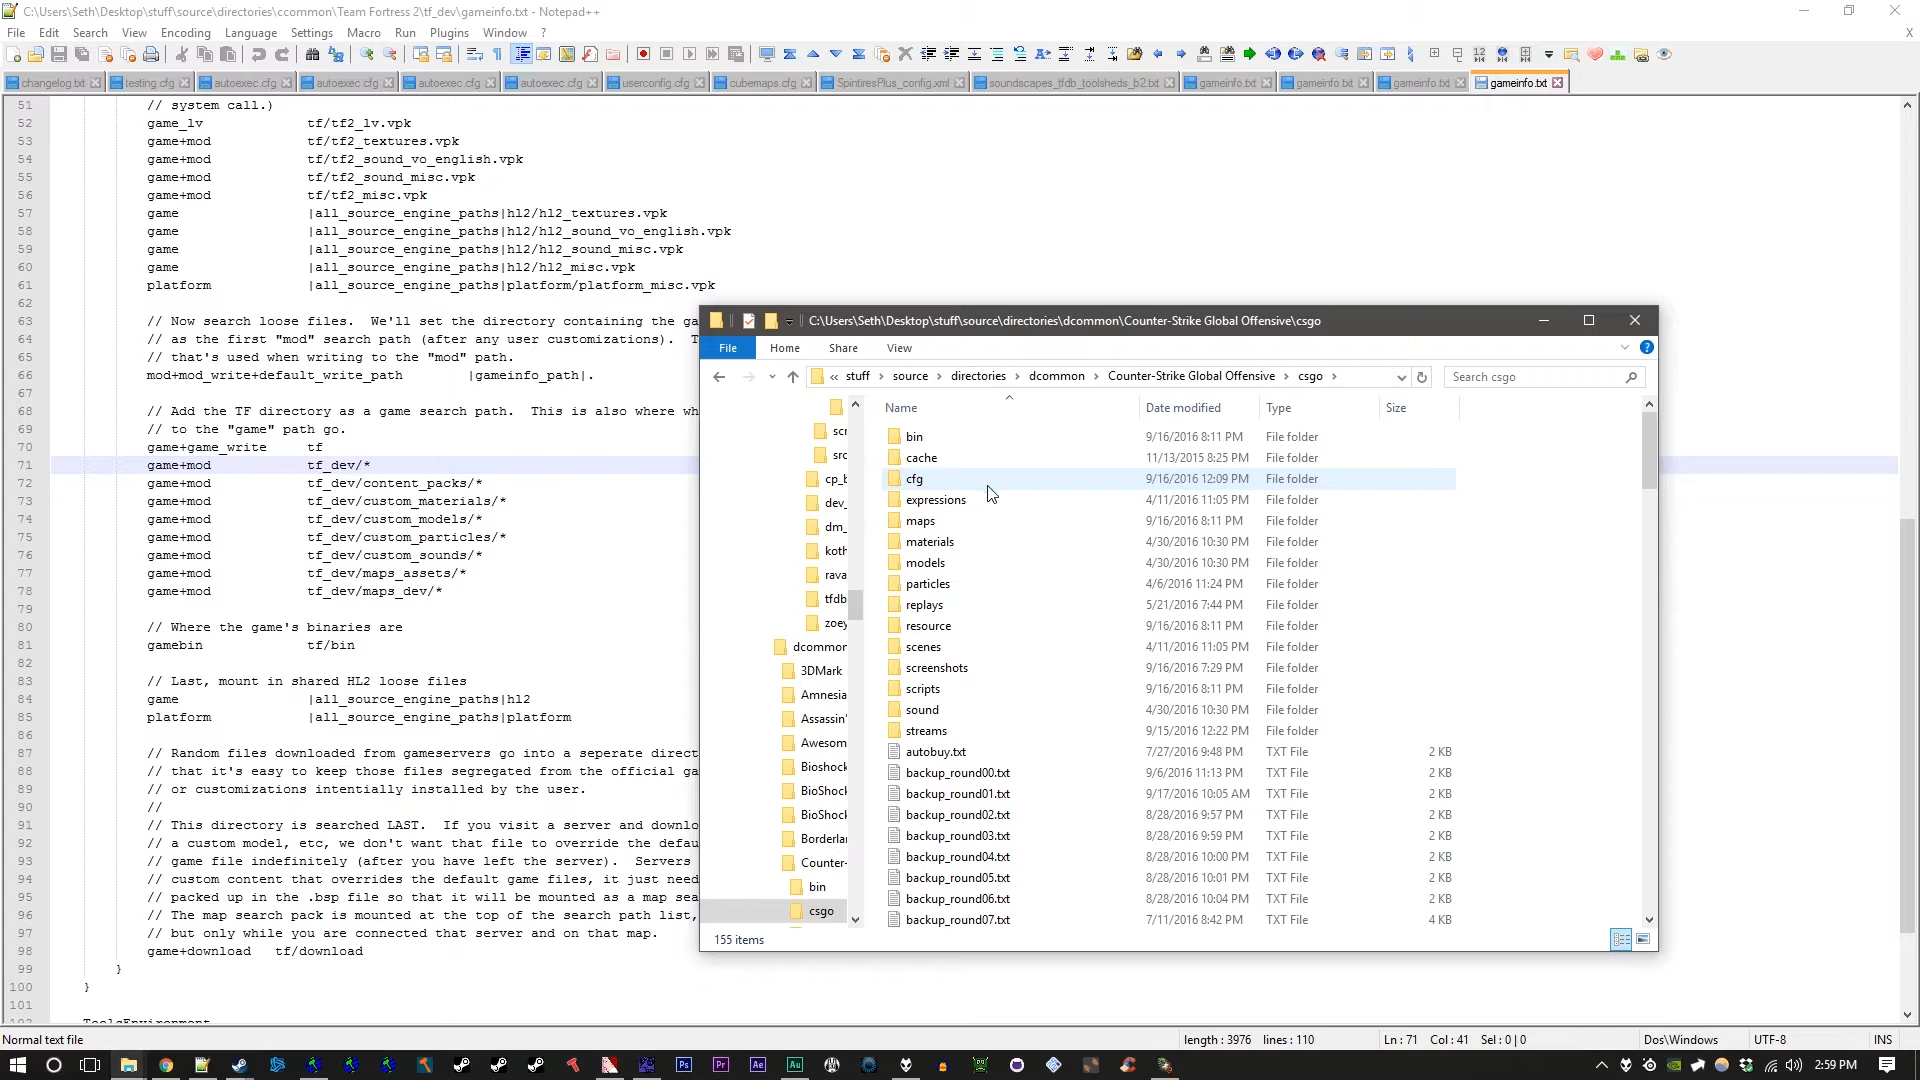 C:\Users\Seth\Desktop\stuff\source\directories\ccommon\Team Fortress 2\tf_dev\gameinfo.txt - Notepad++
File Edit Search View Encoding Language Settings Macro Run Plugins Window ? X
changelog.txt testing.cfg autoexec.cfg autoexec.cfg autoexec.cfg autoexec.cfg userconfig.cfg cubemaps.cfg SpintiresPlus_config.xml soundscapes_tfdb_toolsheds_b2.txt gameinfo.txt gameinfo.txt gameinfo.txt gameinfo.txt
51 // system call.)
52 game_lv tf/tf2_lv.vpk
53 game+mod tf/tf2_textures.vpk
54 game+mod tf/tf2_sound_vo_english.vpk
55 game+mod tf/tf2_sound_misc.vpk
56 game+mod tf/tf2_misc.vpk
57 game |all_source_engine_paths|hl2/hl2_textures.vpk
58 game |all_source_engine_paths|hl2/hl2_sound_vo_english.vpk
59 game |all_source_engine_paths|hl2/hl2_sound_misc.vpk
60 game |all_source_engine_paths|hl2/hl2_misc.vpk
61 platform |all_source_engine_paths|platform/platform_misc.vpk
62
63 // Now search loose files.  We'll set the directory containing the ga
64 // as the first "mod" search path (after any user customizations).  T
65 // that's used when writing to the "mod" path.
66 mod+mod_write+default_write_path |gameinfo_path|.
67
68 // Add the TF directory as a game search path.  This is also where wh
69 // to the "game" path go.
70 game+game_write tf
71 game+mod tf_dev/*
72 game+mod tf_dev/content_packs/*
73 game+mod tf_dev/custom_materials/*
74 game+mod tf_dev/custom_models/*
75 game+mod tf_dev/custom_particles/*
76 game+mod tf_dev/custom_sounds/*
77 game+mod tf_dev/maps_assets/*
78 game+mod tf_dev/maps_dev/*
79
80 // Where the game's binaries are
81 gamebin tf/bin
82
83 // Last, mount in shared HL2 loose files
84 game |all_source_engine_paths|hl2
85 platform |all_source_engine_paths|platform
86
87 // Random files downloaded from gameservers go into a seperate direct
88 // that it's easy to keep those files segregated from the official ga
89 // or customizations intentially installed by the user.
90 //
91 // This directory is searched LAST.  If you visit a server and downlo
92 // a custom model, etc, we don't want that file to override the defau
93 // game file indefinitely (after you have left the server).  Servers
94 // custom content that overrides the default game files, it just need
95 // packed up in the .bsp file so that it will be mounted as a map sea
96 // The map search pack is mounted at the top of the search path list,
97 // but only while you are connected that server and on that map.
98 game+download tf/download
99 }
100 }
101
C:\Users\Seth\Desktop\stuff\source\directories\dcommon\Counter-Strike Global Offensive\csgo
File Home Share View
« stuff › source › directories › dcommon › Counter-Strike Global Offensive › csgo ›
Search csgo
scr
src
cp_b
dev_
dm_
koth
rava
tfdb
zoey
dcommon
3DMark
Amnesia
Assassin'
Awesom
Bioshock
BioShock
BioShock
Borderlan
Counter-
bin
csgo
Name Date modified Type Size
bin 9/16/2016 8:11 PM File folder
cache 11/13/2015 8:25 PM File folder
cfg 9/16/2016 12:09 PM File folder
expressions 4/11/2016 11:05 PM File folder
maps 9/16/2016 8:11 PM File folder
materials 4/30/2016 10:30 PM File folder
models 4/30/2016 10:30 PM File folder
particles 4/6/2016 11:24 PM File folder
replays 5/21/2016 7:44 PM File folder
resource 9/16/2016 8:11 PM File folder
scenes 4/11/2016 11:05 PM File folder
screenshots 9/16/2016 7:29 PM File folder
scripts 9/16/2016 8:11 PM File folder
sound 4/30/2016 10:30 PM File folder
streams 9/15/2016 12:22 PM File folder
autobuy.txt 7/27/2016 9:48 PM TXT File 2 KB
backup_round00.txt 9/6/2016 11:13 PM TXT File 2 KB
backup_round01.txt 9/17/2016 10:05 AM TXT File 2 KB
backup_round02.txt 8/28/2016 9:57 PM TXT File 2 KB
backup_round03.txt 8/28/2016 9:59 PM TXT File 2 KB
backup_round04.txt 8/28/2016 10:00 PM TXT File 2 KB
backup_round05.txt 8/28/2016 10:01 PM TXT File 2 KB
backup_round06.txt 8/28/2016 10:04 PM TXT File 2 KB
backup_round07.txt 7/11/2016 8:42 PM TXT File 4 KB
155 items
Normal text file length : 3976 lines : 110 Ln : 71 Col : 41 Sel : 0 | 0 Dos\Windows UTF-8 INS
Ps Pr Ae Au
2:59 PM